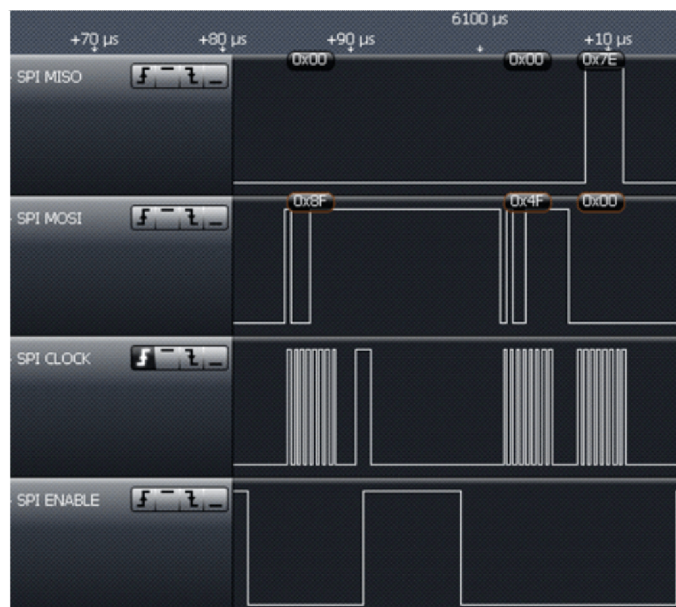 6100 µs
+70 µs +80 µs +90 µs +10 µs
SPI MISO 0x00 0x00 0x7E
SPI MOSI 0x8F 0x4F 0x00
SPI CLOCK
SPI ENABLE